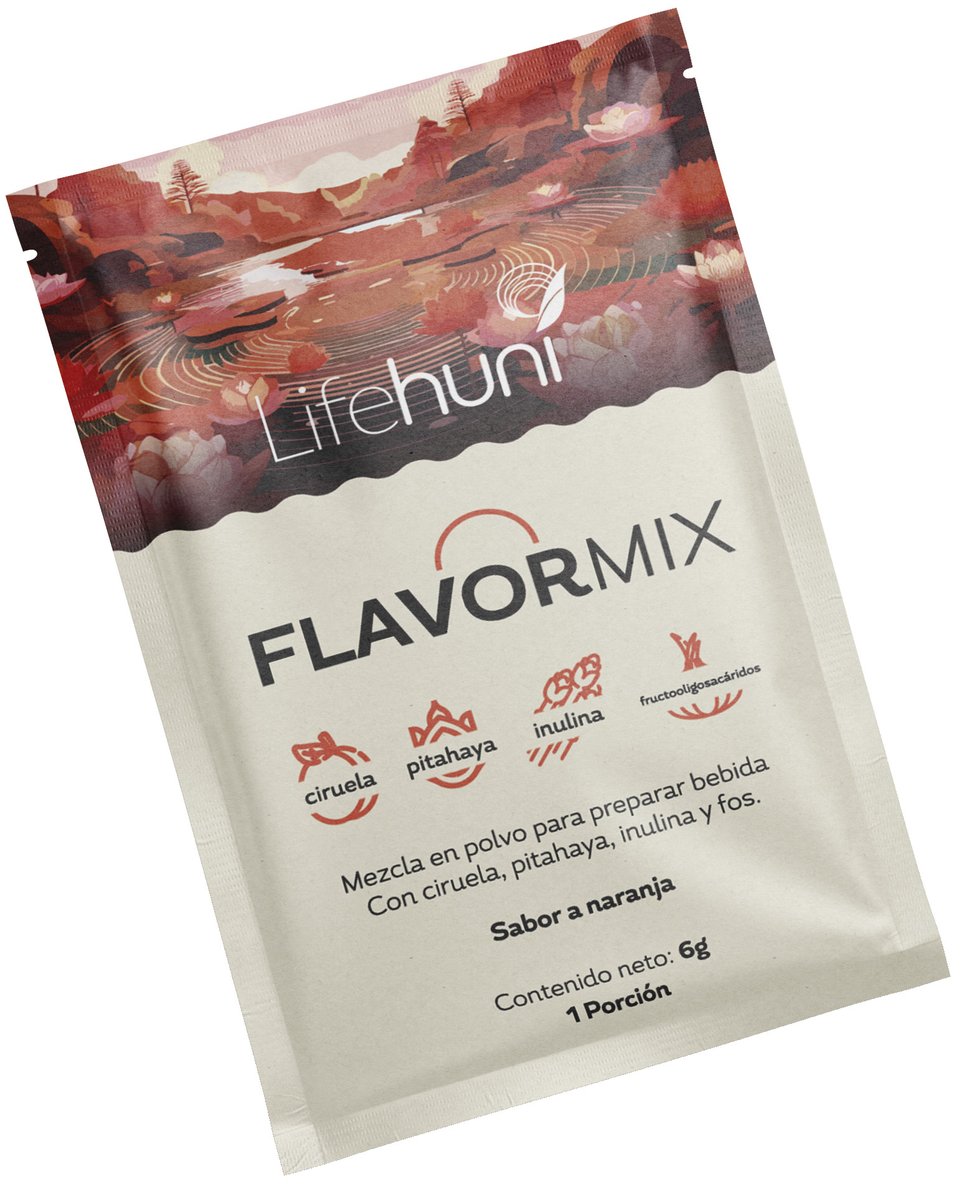 Lifehuni
FLAVORMIX
ciruela
pitahaya
inulina
fructooligosacáridos
Mezcla en polvo para preparar bebida
Con ciruela, pitahaya, inulina y fos.
Sabor a naranja
Contenido neto: 6g
1 Porción